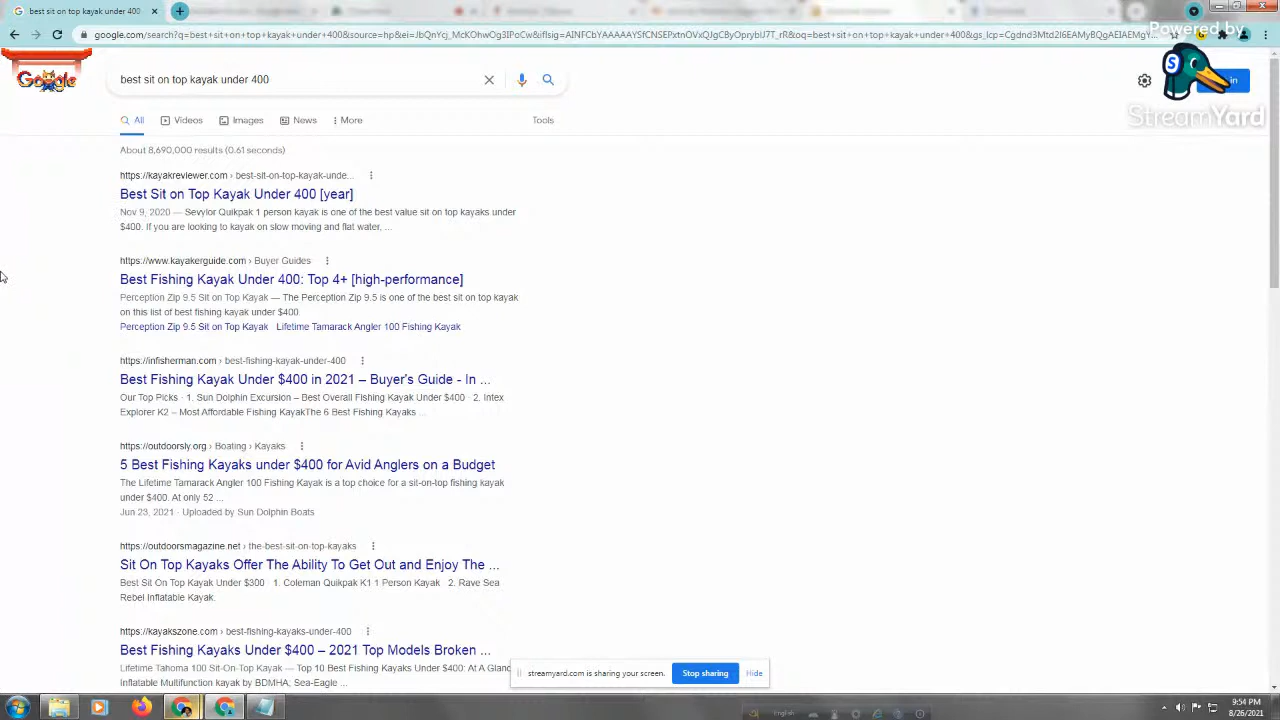 best sit on top kayak under 400
google.com/search?q=best+sit+on+top+kayak+under+400&source=hp&ei=
Powered by
StreamYard
Google
best sit on top kayak under 400
in
All
Videos
Images
News
More
Tools
About 8,690,000 results (0.61 seconds)
https://kayakreviewer.com › best-sit-on-top-kayak-unde...
Best Sit on Top Kayak Under 400 [year]
Nov 9, 2020 — Sevylor Quikpak 1 person kayak is one of the best value sit on top kayaks under
$400. If you are looking to kayak on slow moving and flat water, ...
https://www.kayakerguide.com › Buyer Guides
Best Fishing Kayak Under 400: Top 4+ [high-performance]
Perception Zip 9.5 Sit on Top Kayak — The Perception Zip 9.5 is one of the best sit on top kayak
on this list of best fishing kayak under $400.
Perception Zip 9.5 Sit on Top Kayak Lifetime Tamarack Angler 100 Fishing Kayak
https://infisherman.com › best-fishing-kayak-under-400
Best Fishing Kayak Under $400 in 2021 – Buyer's Guide - In ...
Our Top Picks · 1. Sun Dolphin Excursion – Best Overall Fishing Kayak Under $400 · 2. Intex
Explorer K2 – Most Affordable Fishing KayakThe 6 Best Fishing Kayaks ...
https://outdoorsly.org › Boating › Kayaks
5 Best Fishing Kayaks under $400 for Avid Anglers on a Budget
The Lifetime Tamarack Angler 100 Fishing Kayak is a top choice for a sit-on-top fishing kayak
under $400. At only 52 ...
Jun 23, 2021 · Uploaded by Sun Dolphin Boats
https://outdoorsmagazine.net › the-best-sit-on-top-kayaks
Sit On Top Kayaks Offer The Ability To Get Out and Enjoy The ...
Best Sit On Top Kayak Under $300 · 1. Coleman Quikpak K1 1 Person Kayak · 2. Rave Sea
Rebel Inflatable Kayak.
https://kayakszone.com › best-fishing-kayaks-under-400
Best Fishing Kayaks Under $400 – 2021 Top Models Broken ...
Lifetime Tahoma 100 Sit-On-Top Kayak — Top 10 Best Fishing Kayaks Under $400: At A Glan
Inflatable Multifunction kayak by BDMHA; Sea-Eagle ...
streamyard.com is sharing your screen.
Stop sharing
Hide
English
9:54 PM
8/26/2021